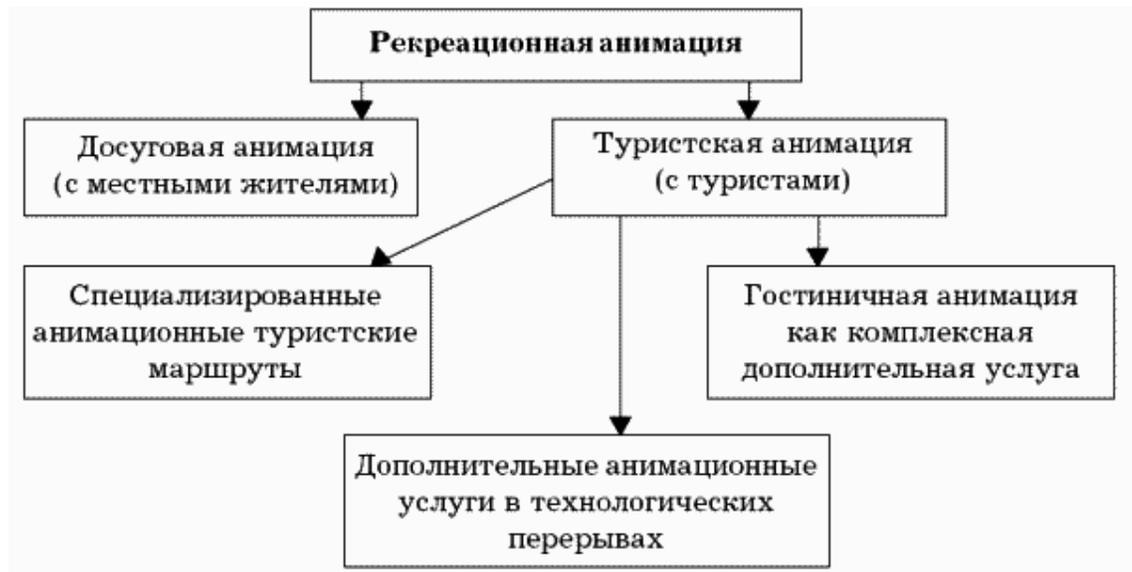 Рекреационная анимация
Досуговая анимация
(с местными жителями)
Туристская анимация
(с туристами)
Специализированные
анимационные туристские
маршруты
Гостиничная анимация
как комплексная
дополнительная услуга
Дополнительные анимационные
услуги в технологических
перерывах